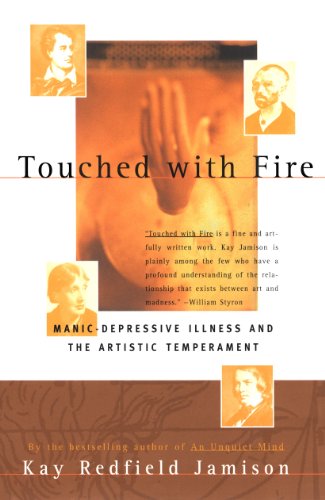 Touched with Fire
"Touched with Fire is a fine and art-
fully written work. Kay Jamison is
plainly among the few who have a
profound understanding of the rela-
tionship that exists between art and
madness." —William Styron
MANIC-DEPRESSIVE ILLNESS AND
THE ARTISTIC TEMPERAMENT
By the bestselling author of An Unquiet Mind
Kay Redfield Jamison